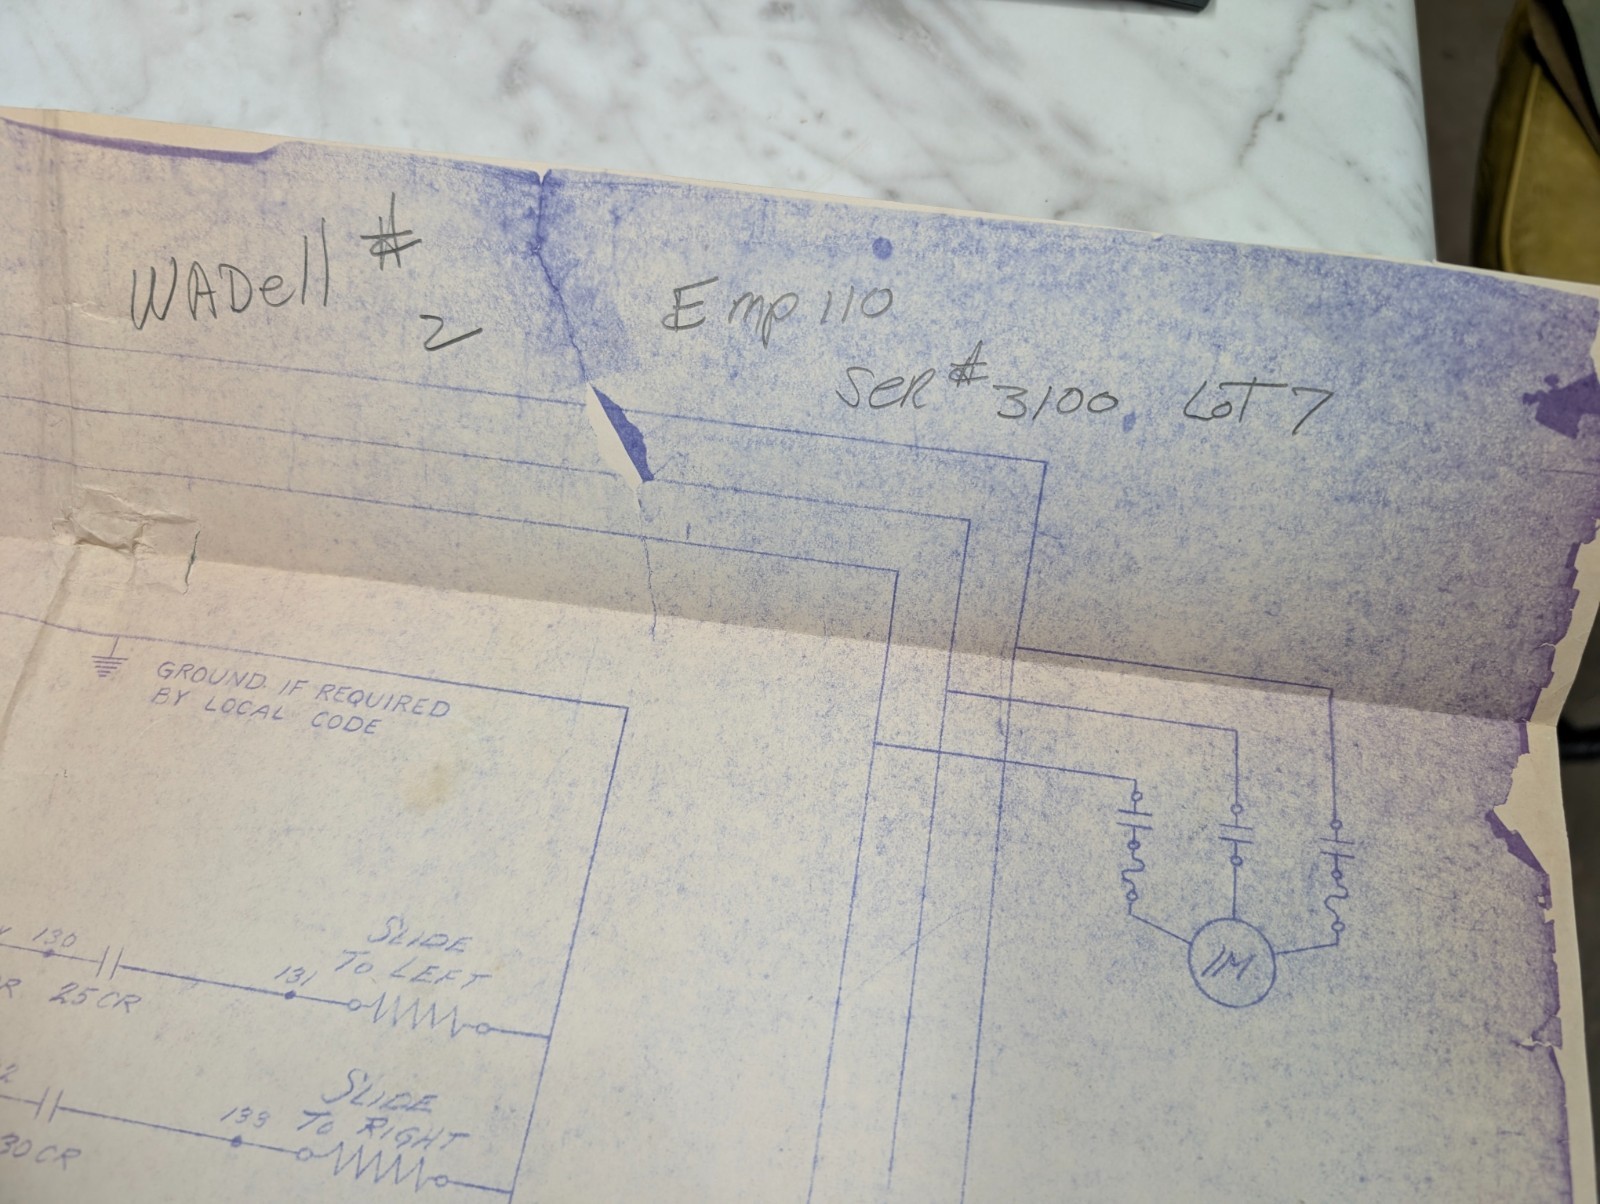 WADell # 2
Emp 110
SER # 3100 LOT 7
GROUND IF REQUIRED
BY LOCAL CODE
130
25CR
131
SLIDE
TO LEFT
1M
133
SLIDE
TO RIGHT
30CR